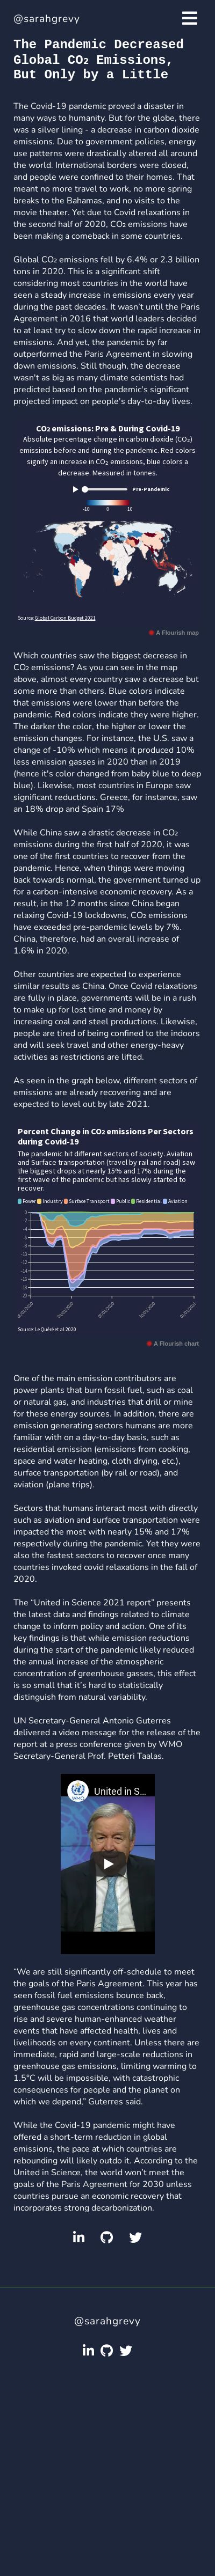 @sarahgrevy
The Pandemic Decreased
Global CO₂ Emissions,
But Only by a Little
The Covid-19 pandemic proved a disaster in
many ways to humanity. But for the globe, there
was a silver lining - a decrease in carbon dioxide
emissions. Due to government policies, energy
use patterns were drastically altered all around
the world. International borders were closed,
and people were confined to their homes. That
meant no more travel to work, no more spring
breaks to the Bahamas, and no visits to the
movie theater. Yet due to Covid relaxations in
the second half of 2020, CO₂ emissions have
been making a comeback in some countries.
Global CO₂ emissions fell by 6.4% or 2.3 billion
tons in 2020. This is a significant shift
considering most countries in the world have
seen a steady increase in emissions every year
during the past decades. It wasn't until the Paris
Agreement in 2016 that world leaders decided
to at least try to slow down the rapid increase in
emissions. And yet, the pandemic by far
outperformed the Paris Agreement in slowing
down emissions. Still though, the decrease
wasn't as big as many climate scientists had
predicted based on the pandemic's significant
projected impact on people's day-to-day lives.
CO₂ emissions: Pre & During Covid-19
Absolute percentage change in carbon dioxide (CO₂)
emissions before and during the pandemic. Red colors
signify an increase in CO₂ emissions, blue colors a
decrease. Measured in tonnes.
Pre-Pandemic
-10 0 10
Source: Global Carbon Budget 2021
A Flourish map
Which countries saw the biggest decrease in
CO₂ emissions? As you can see in the map
above, almost every country saw a decrease but
some more than others. Blue colors indicate
that emissions were lower than before the
pandemic. Red colors indicate they were higher.
The darker the color, the higher or lower the
emission changes. For instance, the U.S. saw a
change of -10% which means it produced 10%
less emission gasses in 2020 than in 2019
(hence it's color changed from baby blue to deep
blue). Likewise, most countries in Europe saw
significant reductions. Greece, for instance, saw
an 18% drop and Spain 17%
While China saw a drastic decrease in CO₂
emissions during the first half of 2020, it was
one of the first countries to recover from the
pandemic. Hence, when things were moving
back towards normal, the government turned up
for a carbon-intensive economic recovery. As a
result, in the 12 months since China began
relaxing Covid-19 lockdowns, CO₂ emissions
have exceeded pre-pandemic levels by 7%.
China, therefore, had an overall increase of
1.6% in 2020.
Other countries are expected to experience
similar results as China. Once Covid relaxations
are fully in place, governments will be in a rush
to make up for lost time and money by
increasing coal and steel productions. Likewise,
people are tired of being confined to the indoors
and will seek travel and other energy-heavy
activities as restrictions are lifted.
As seen in the graph below, different sectors of
emissions are already recovering and are
expected to level out by late 2021.
Percent Change in CO₂ emissions Per Sectors
during Covid-19
The pandemic hit different sectors of society. Aviation
and Surface transportation (travel by rail and road) saw
the biggest drops at nearly 15% and 17% during the
first wave of the pandemic but is slowly started to
recover.
Power Industry Surface Transport Public Residential Aviation
0
-2
-4
-6
-8
-10
-12
-14
-16
-18
-20
Source: Le Quéré et al 2020
A Flourish chart
One of the main emission contributors are
power plants that burn fossil fuel, such as coal
or natural gas, and industries that drill or mine
for these energy sources. In addition, there are
emission generating sectors humans are more
familiar with on a day-to-day basis, such as
residential emission (emissions from cooking,
space and water heating, cloth drying, etc.),
surface transportation (by rail or road), and
aviation (plane trips).
Sectors that humans interact most with directly
such as aviation and surface transportation were
impacted the most with nearly 15% and 17%
respectively during the pandemic. Yet they were
also the fastest sectors to recover once many
countries invoked covid relaxations in the fall of
2020.
The “United in Science 2021 report” presents
the latest data and findings related to climate
change to inform policy and action. One of its
key findings is that while emission reductions
during the start of the pandemic likely reduced
the annual increase of the atmospheric
concentration of greenhouse gasses, this effect
is so small that it's hard to statistically
distinguish from natural variability.
UN Secretary-General Antonio Guterres
delivered a video message for the release of the
report at a press conference given by WMO
Secretary-General Prof. Petteri Taalas.
United in S...
“We are still significantly off-schedule to meet
the goals of the Paris Agreement. This year has
seen fossil fuel emissions bounce back,
greenhouse gas concentrations continuing to
rise and severe human-enhanced weather
events that have affected health, lives and
livelihoods on every continent. Unless there are
immediate, rapid and large-scale reductions in
greenhouse gas emissions, limiting warming to
1.5°C will be impossible, with catastrophic
consequences for people and the planet on
which we depend,” Guterres said.
While the Covid-19 pandemic might have
offered a short-term reduction in global
emissions, the pace at which countries are
rebounding will likely outdo it. According to the
United in Science, the world won't meet the
goals of the Paris Agreement for 2030 unless
countries pursue an economic recovery that
incorporates strong decarbonization.
@sarahgrevy